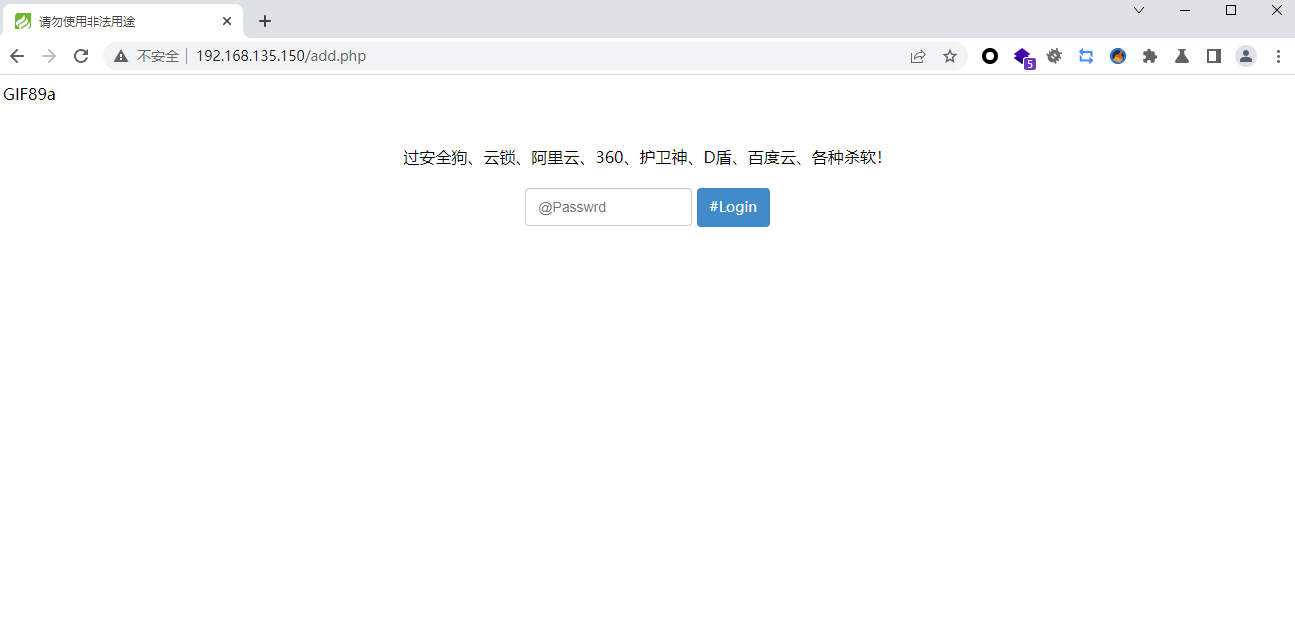 请勿使用非法用途
不安全 192.168.135.150/add.php
5
GIF89a
过安全狗、云锁、阿里云、360、护卫神、D盾、百度云、各种杀软！
@Passwrd #Login